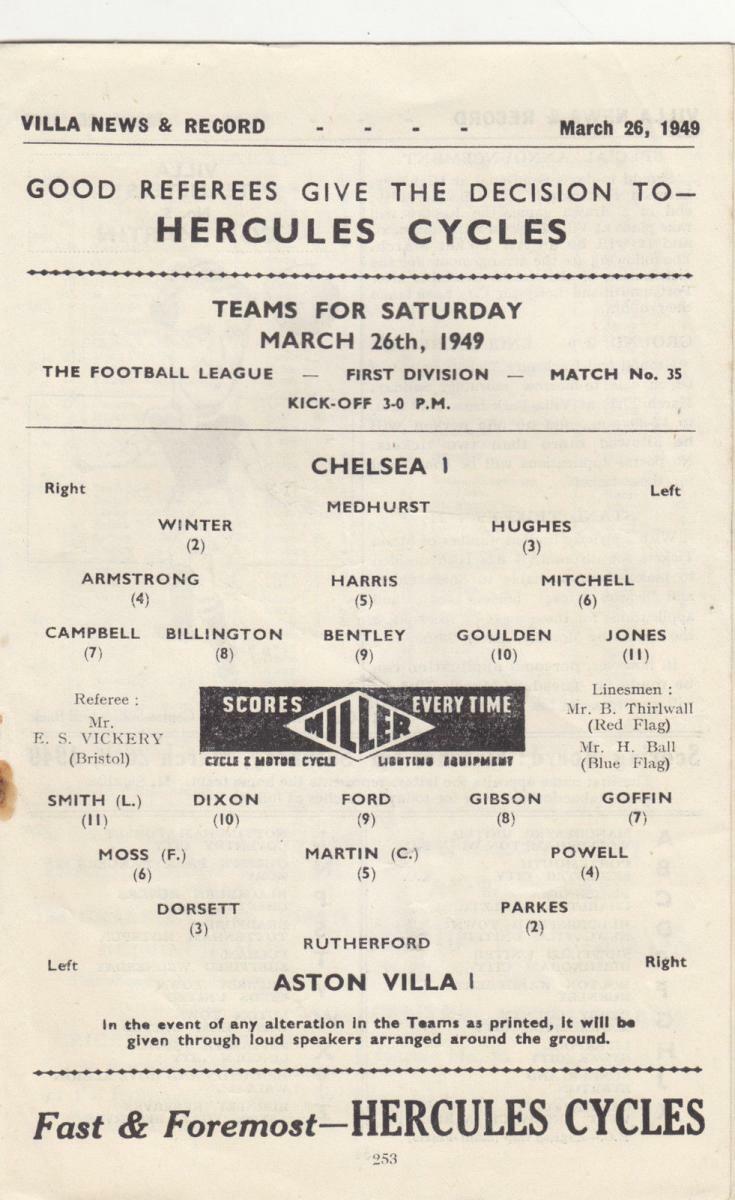 VILLA NEWS & RECORD - - - - March 26, 1949
GOOD REFEREES GIVE THE DECISION TO—
HERCULES CYCLES
TEAMS FOR SATURDAY
MARCH 26th, 1949
THE FOOTBALL LEAGUE — FIRST DIVISION — MATCH No. 35
KICK-OFF 3-0 P.M.
CHELSEA 1
Right Left
MEDHURST
WINTER HUGHES
(2) (3)
ARMSTRONG HARRIS MITCHELL
(4) (5) (6)
CAMPBELL BILLINGTON BENTLEY GOULDEN JONES
(7) (8) (9) (10) (11)
Referee :
Mr.
E. S. VICKERY
(Bristol)
SCORES MILLER EVERY TIME
CYCLE & MOTOR CYCLE LIGHTING EQUIPMENT
Linesmen :
Mr. B. Thirlwall
(Red Flag)
Mr. H. Ball
(Blue Flag)
SMITH (L.) DIXON FORD GIBSON GOFFIN
(11) (10) (9) (8) (7)
MOSS (F.) MARTIN (C.) POWELL
(6) (5) (4)
DORSETT PARKES
(3) (2)
RUTHERFORD
Left Right
ASTON VILLA 1
In the event of any alteration in the Teams as printed, it will be
given through loud speakers arranged around the ground.
Fast & Foremost—HERCULES CYCLES
253